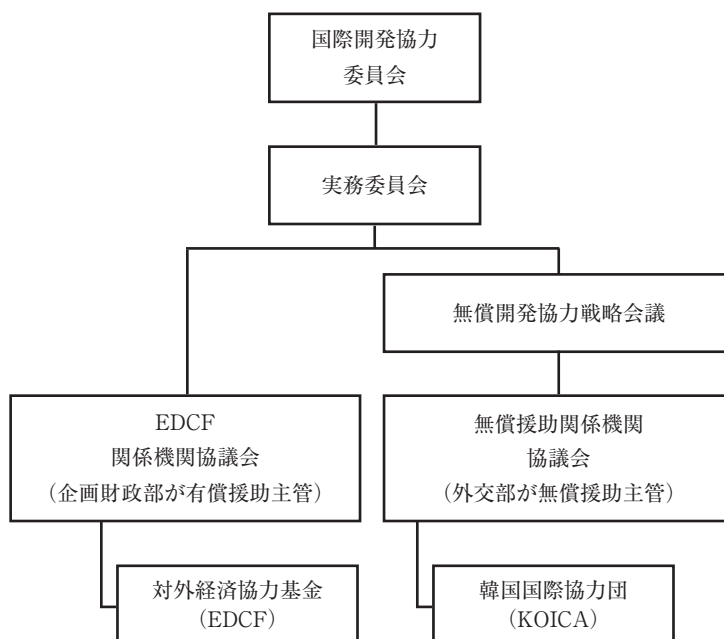 国際開発協力
委員会
実務委員会
無償開発協力戦略会議
EDCF
関係機関協議会
（企画財政部が有償援助主管）
無償援助関係機関
協議会
（外交部が無償援助主管）
対外経済協力基金
（EDCF）
韓国国際協力団
（KOICA）